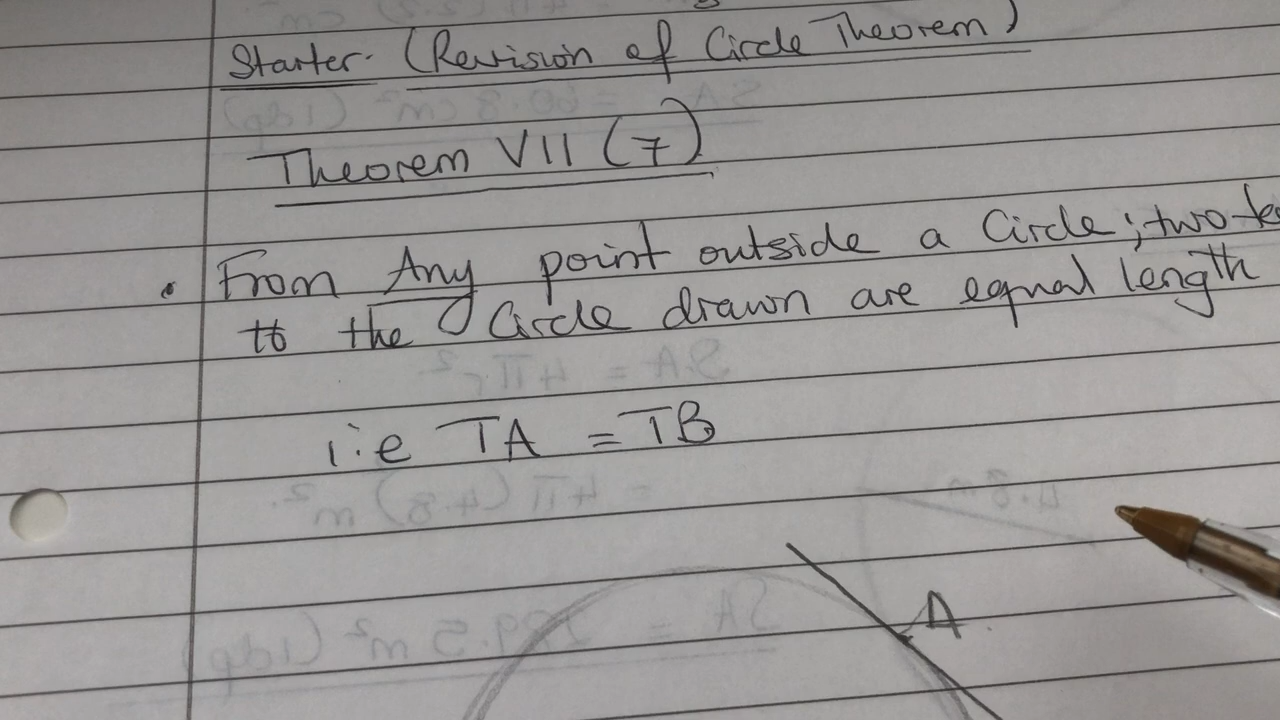 Starter. (Revision of Circle Theorem)
Theorem VII (7)
• From Any point outside a Circle; two
to the Circle drawn are equal length
i.e TA = TB
A